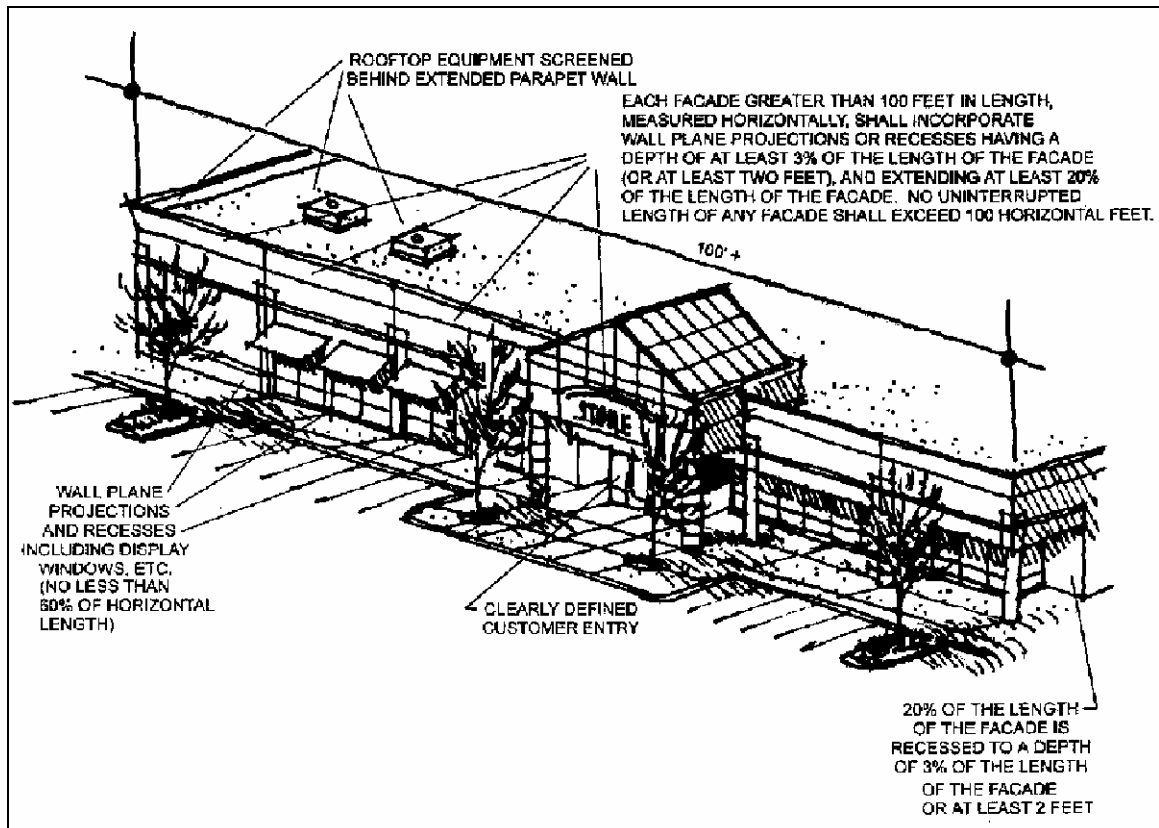 ROOFTOP EQUIPMENT SCREENED
BEHIND EXTENDED PARAPET WALL
EACH FACADE GREATER THAN 100 FEET IN LENGTH,
MEASURED HORIZONTALLY, SHALL INCORPORATE
WALL PLANE PROJECTIONS OR RECESSES HAVING A
DEPTH OF AT LEAST 3% OF THE LENGTH OF THE FACADE
(OR AT LEAST TWO FEET), AND EXTENDING AT LEAST 20%
OF THE LENGTH OF THE FACADE. NO UNINTERRUPTED
LENGTH OF ANY FACADE SHALL EXCEED 100 HORIZONTAL FEET.
100' +
STORE
WALL PLANE
PROJECTIONS
AND RECESSES
INCLUDING DISPLAY
WINDOWS, ETC.
(NO LESS THAN
60% OF HORIZONTAL
LENGTH)
CLEARLY DEFINED
CUSTOMER ENTRY
20% OF THE LENGTH
OF THE FACADE IS
RECESSED TO A DEPTH
OF 3% OF THE LENGTH
OF THE FACADE
OR AT LEAST 2 FEET